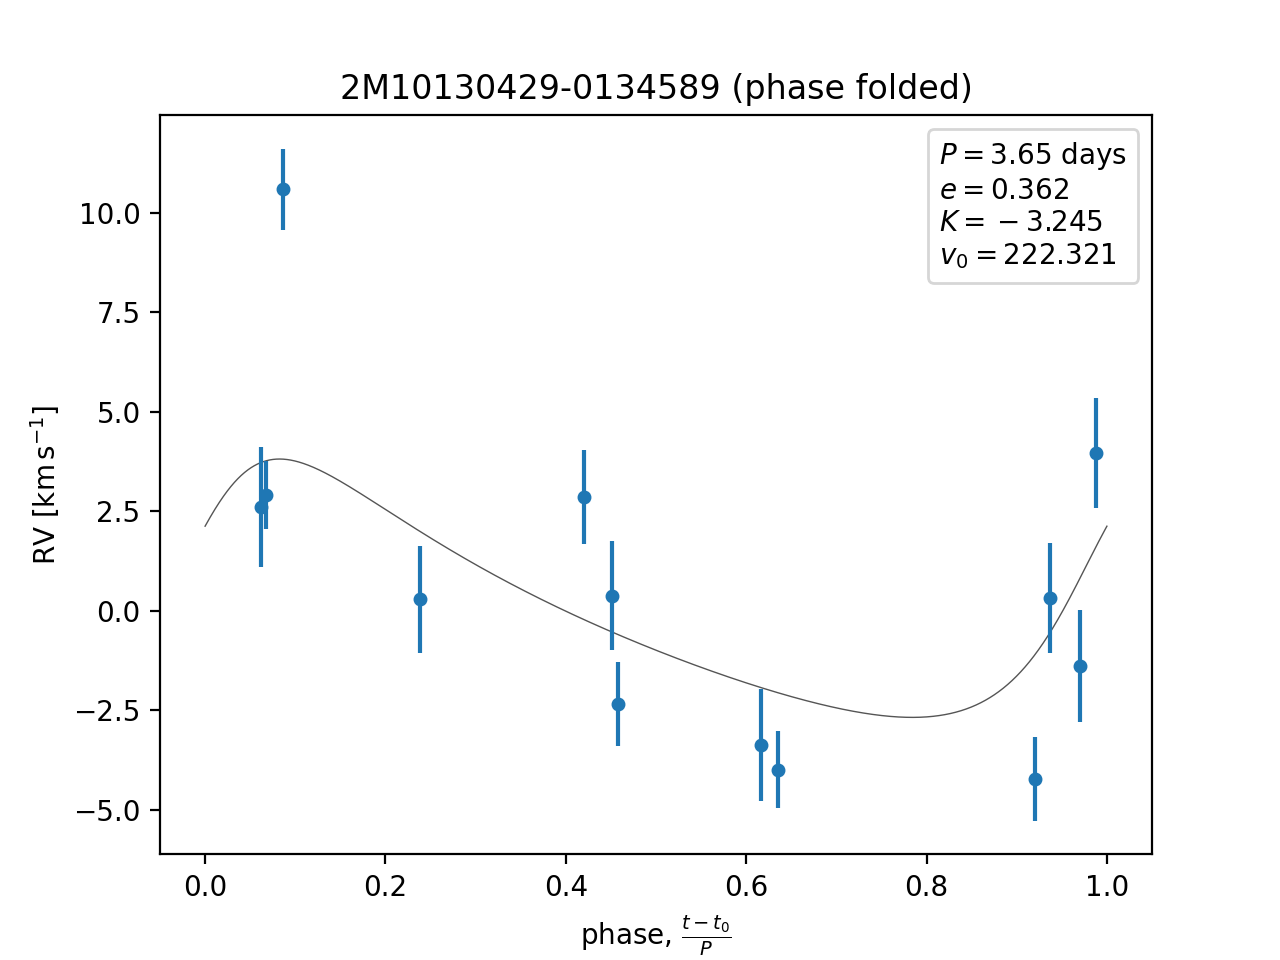 2M10130429-0134589 (phase folded)
P = 3.65 days
e = 0.362
K = −3.245
v₀ = 222.321
10.0
7.5
5.0
2.5
0.0
−2.5
−5.0
RV [km s⁻¹]
0.0 0.2 0.4 0.6 0.8 1.0
phase, (t − t₀)/P